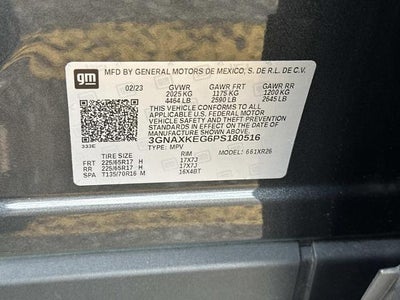 gm MFD BY GENERAL MOTORS DE MEXICO, S. DE R.L. DE C.V.
02/23 GVWR GAWR FRT GAWR RR
2025 KG 1175 KG 1200 KG
4464 LB 2590 LB 2645 LB
THIS VEHICLE CONFORMS TO ALL
APPLICABLE U.S. FEDERAL MOTOR
VEHICLE SAFETY, BUMPER, AND THEFT
PREVENTION STANDARDS IN EFFECT ON
THE DATE OF MANUFACTURE SHOWN ABOVE.
333E 3GNAXKEG6PS180516
TYPE: MPV MODEL: 661XR26
TIRE SIZE RIM
FRT 225/65R17 H 17X7J
RR 225/65R17 H 17X7J
SPA T135/70R16 M 16X4BT